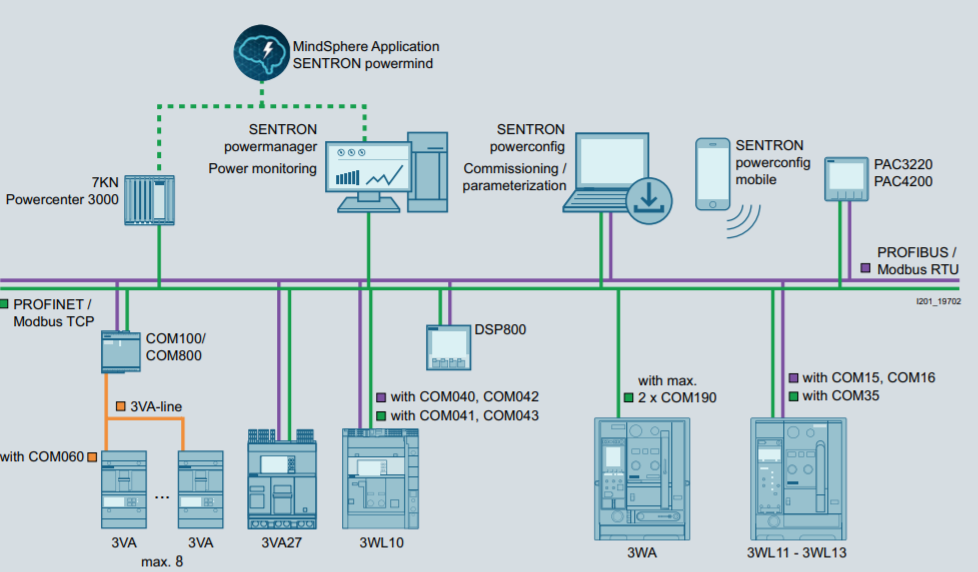 MindSphere Application
SENTRON powermind
SENTRON
powermanager
Power monitoring
SENTRON
powerconfig
Commissioning /
parameterization
SENTRON
powerconfig
mobile
PAC3220
PAC4200
7KN
Powercenter 3000
PROFIBUS /
Modbus RTU
I201_19702
PROFINET /
Modbus TCP
COM100/
COM800
DSP800
3VA-line
with COM060
with COM040, COM042
with COM041, COM043
with max.
2 x COM190
with COM15, COM16
with COM35
...
3VA
3VA
max. 8
3VA27
3WL10
3WA
3WL11 - 3WL13